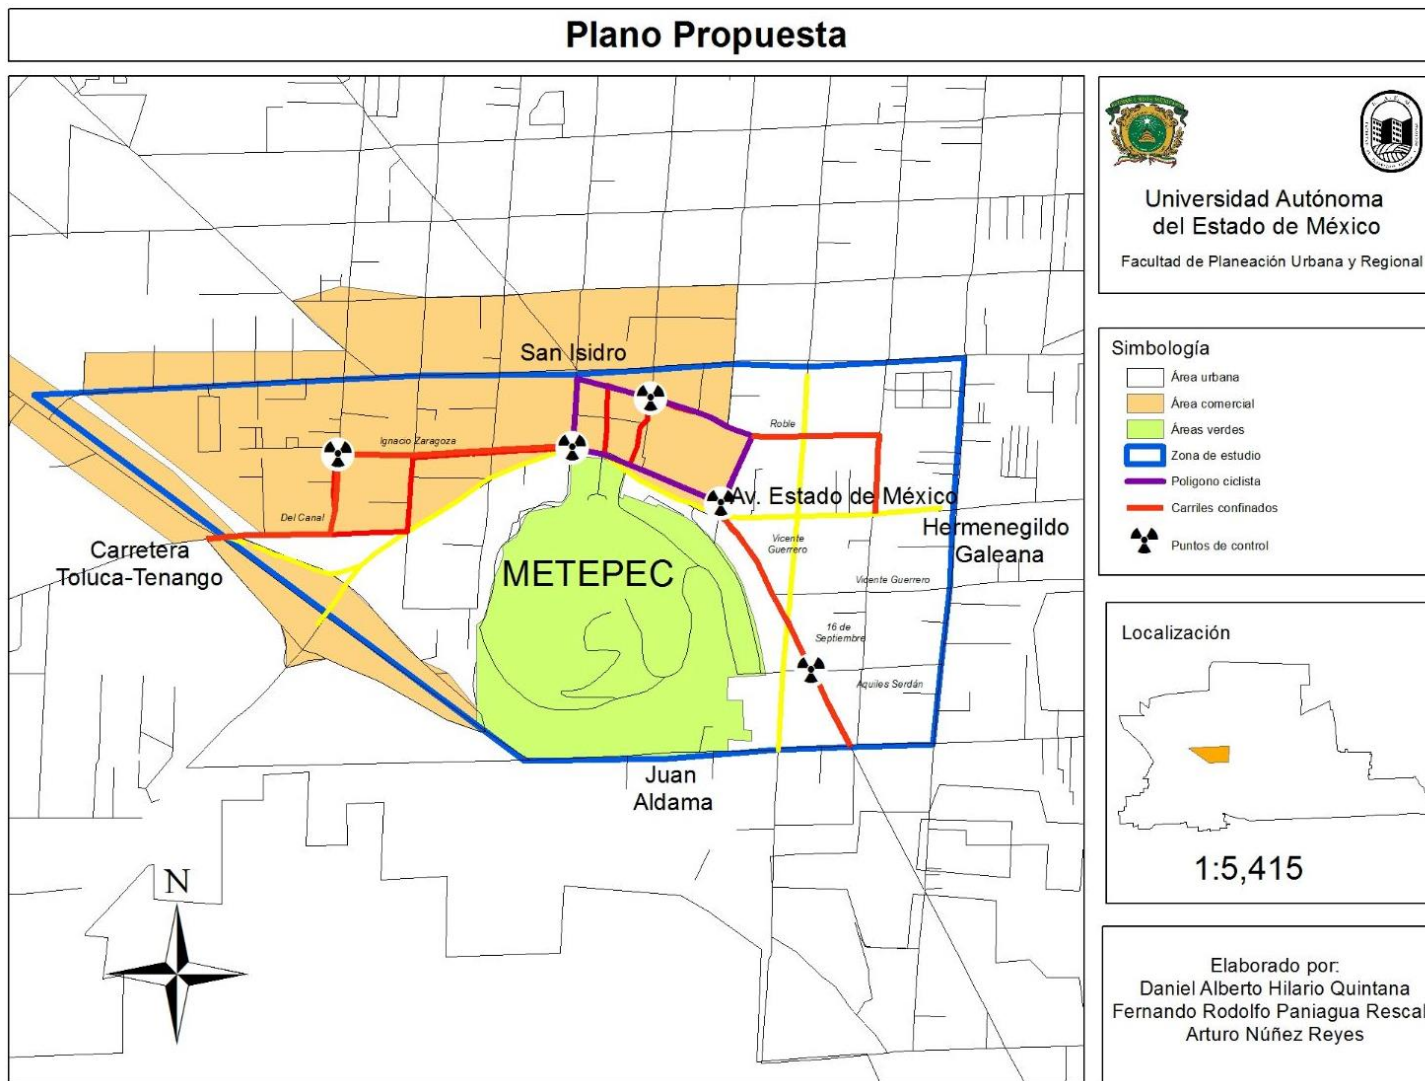 Plano Propuesta
San Isidro
Ignacio Zaragoza
Roble
Av. Estado de México
Del Canal
Hermenegildo
Galeana
Carretera
Toluca-Tenango
Vicente
Guerrero
METEPEC
Vicente Guerrero
16 de
Septiembre
Aquiles Serdán
Juan
Aldama
N
Universidad Autónoma
del Estado de México
Facultad de Planeación Urbana y Regional
Simbología
Área urbana
Área comercial
Áreas verdes
Zona de estudio
Poligono ciclista
Carriles confinados
Puntos de control
Localización
1:5,415
Elaborado por:
Daniel Alberto Hilario Quintana
Fernando Rodolfo Paniagua Rescal
Arturo Núñez Reyes